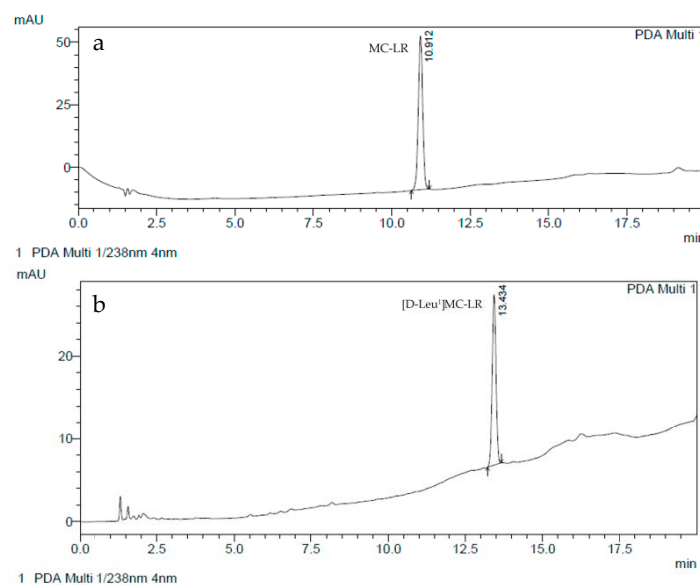 mAU
a
PDA Multi 1
MC-LR
10.912
50
25
0
0.0 2.5 5.0 7.5 10.0 12.5 15.0 17.5
min
1 PDA Multi 1/238nm 4nm
mAU
b
PDA Multi 1
[D-Leu¹]MC-LR
13.434
20
10
0
0.0 2.5 5.0 7.5 10.0 12.5 15.0 17.5
min
1 PDA Multi 1/238nm 4nm